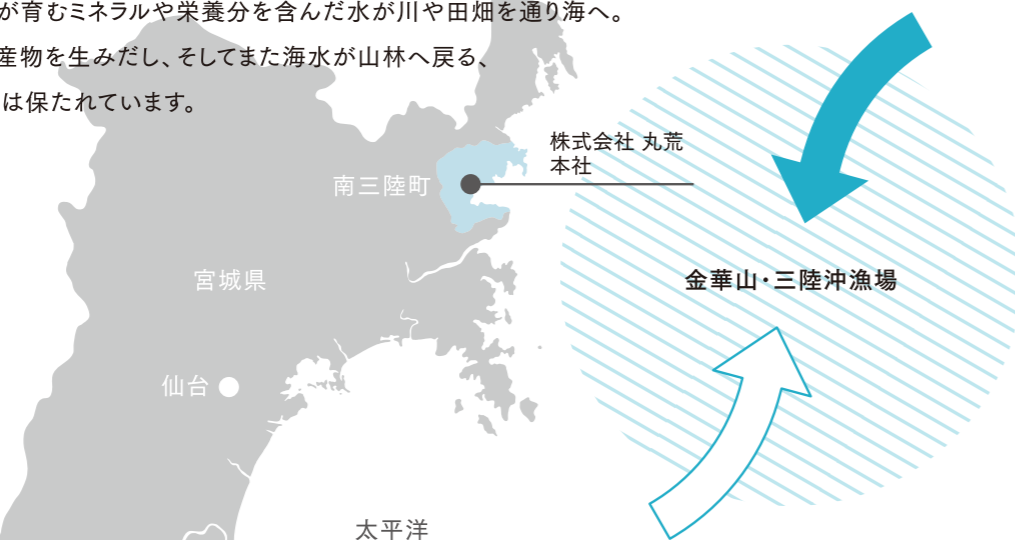 が育むミネラルや栄養分を含んだ水が川や田畑を通り海へ。
産物を生みだし、そしてまた海水が山林へ戻る、
は保たれています。
株式会社 丸荒
本社
南三陸町
宮城県
金華山・三陸沖漁場
仙台
太平洋